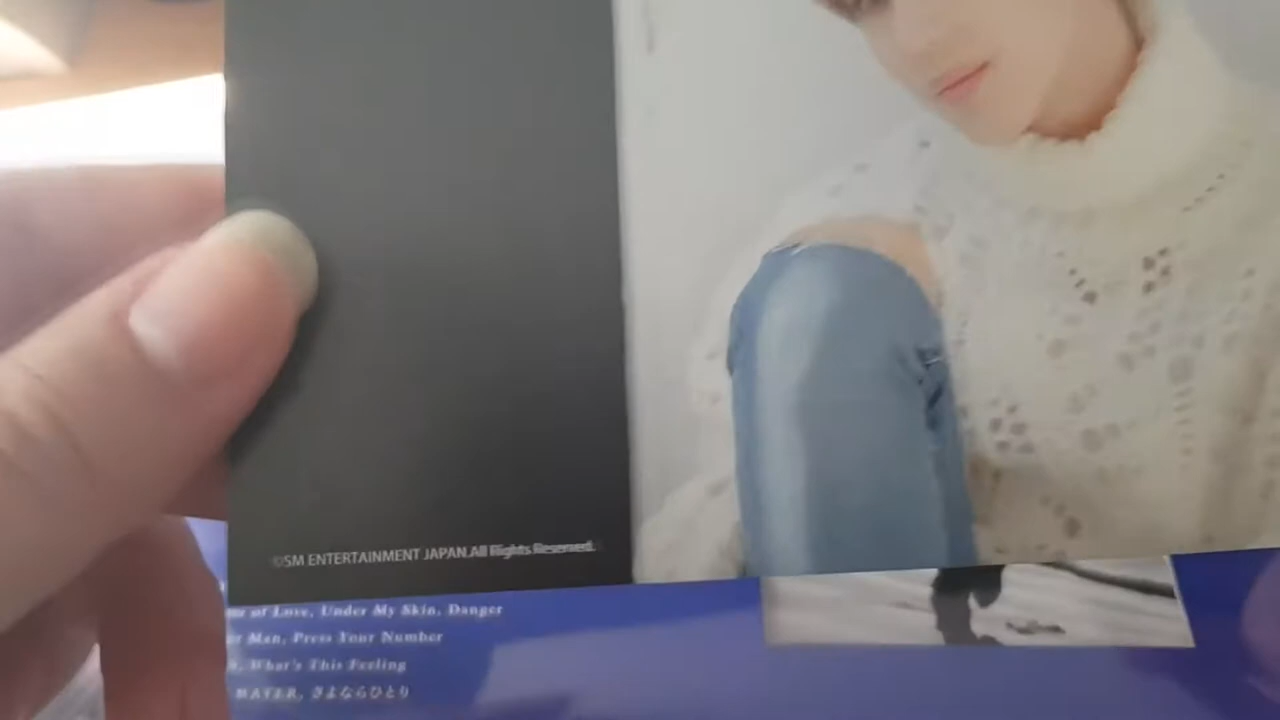 ©SM ENTERTAINMENT JAPAN.All Rights Reserved.
of Love, Under My Skin, Danger
Man, Press Your Number
What's This Feeling
MAYER, さよならひとり